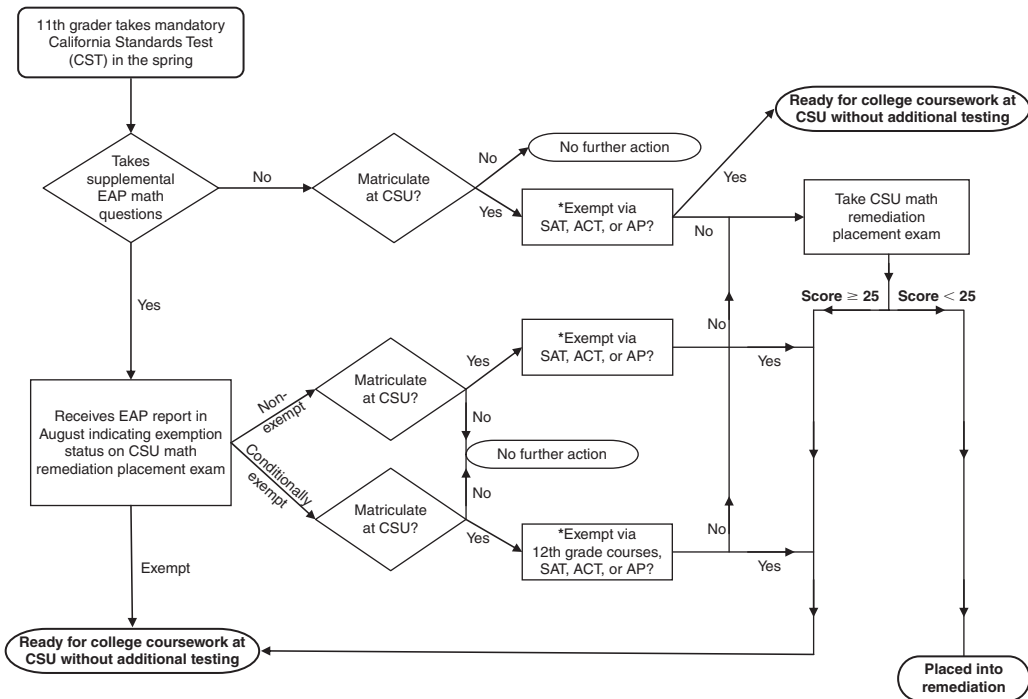 11th grader takes mandatory
California Standards Test
(CST) in the spring
Takes
supplemental
EAP math
questions
No
Matriculate
at CSU?
No
No further action
Yes
*Exempt via
SAT, ACT, or AP?
Yes
Ready for college coursework at
CSU without additional testing
No
Take CSU math
remediation
placement exam
Score ≥ 25
Score < 25
Yes
Receives EAP report in
August indicating exemption
status on CSU math
remediation placement exam
Non-
exempt
Matriculate
at CSU?
Yes
*Exempt via
SAT, ACT, or AP?
No
Yes
No
No further action
No
Conditionally
exempt
Matriculate
at CSU?
Yes
*Exempt via
12th grade courses,
SAT, ACT, or AP?
No
Yes
Exempt
Ready for college coursework at
CSU without additional testing
Placed into
remediation